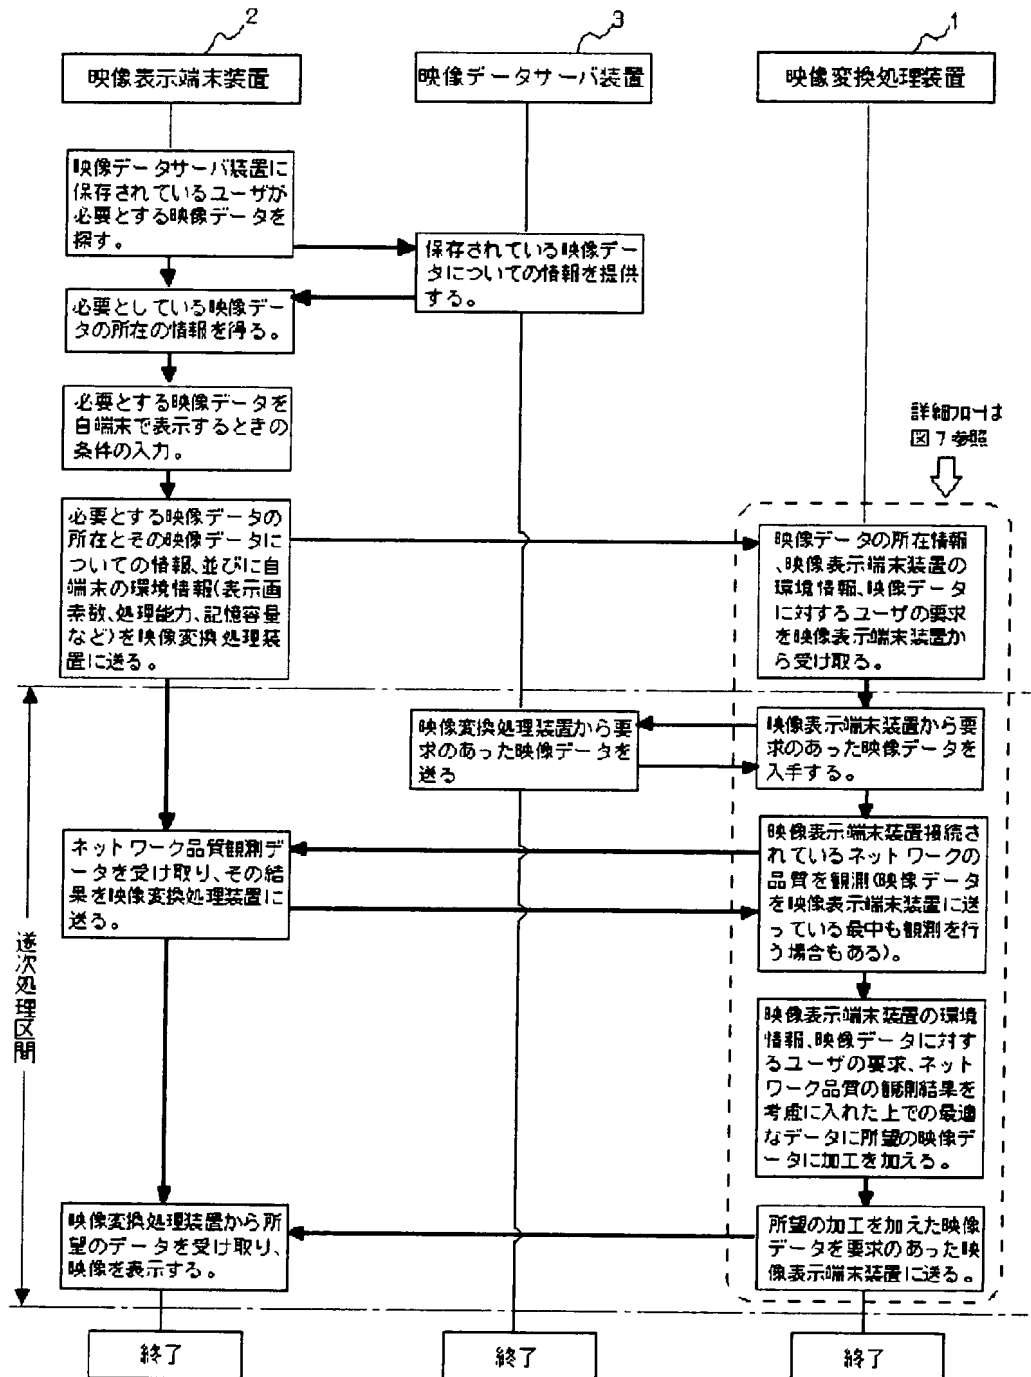 2
3
1
映像表示端末装置
映像データサーバ装置
映像変換処理装置
映像データサーバ装置に
保存されているユーザが
必要とする映像データを
探す。
保存されている映像デー
タについての情報を提供
する。
必要としている映像デー
タの所在の情報を得る。
必要とする映像データを
自端末で表示するときの
条件の入力。
詳細フローは
図7参照
必要とする映像データの
所在とその映像データに
ついての情報、並びに自
端末の環境情報(表示画
素数、処理能力、記憶容量
など)を映像変換処理装
置に送る。
映像データの所在情報
、映像表示端末装置の
環境情報、映像データ
に対するユーザの要求
を映像表示端末装置か
ら受け取る。
映像変換処理装置から要
求のあった映像データを
送る
映像表示端末装置から要
求のあった映像データを
入手する。
ネットワーク品質観測デ
ータを受け取り、その結
果を映像変換処理装置に
送る。
映像表示端末装置接続さ
れているネットワークの
品質を観測(映像データ
を映像表示端末装置に送
っている最中も観測を行
う場合もある)。
逐次処理区間
映像表示端末装置の環境
情報、映像データに対す
るユーザの要求、ネット
ワーク品質の観測結果を
考慮に入れた上での最適
なデータに所望の映像デ
ータに加工を加える。
映像変換処理装置から所
望のデータを受け取り、
映像を表示する。
所望の加工を加えた映像
データを要求のあった映
像表示端末装置に送る。
終了
終了
終了